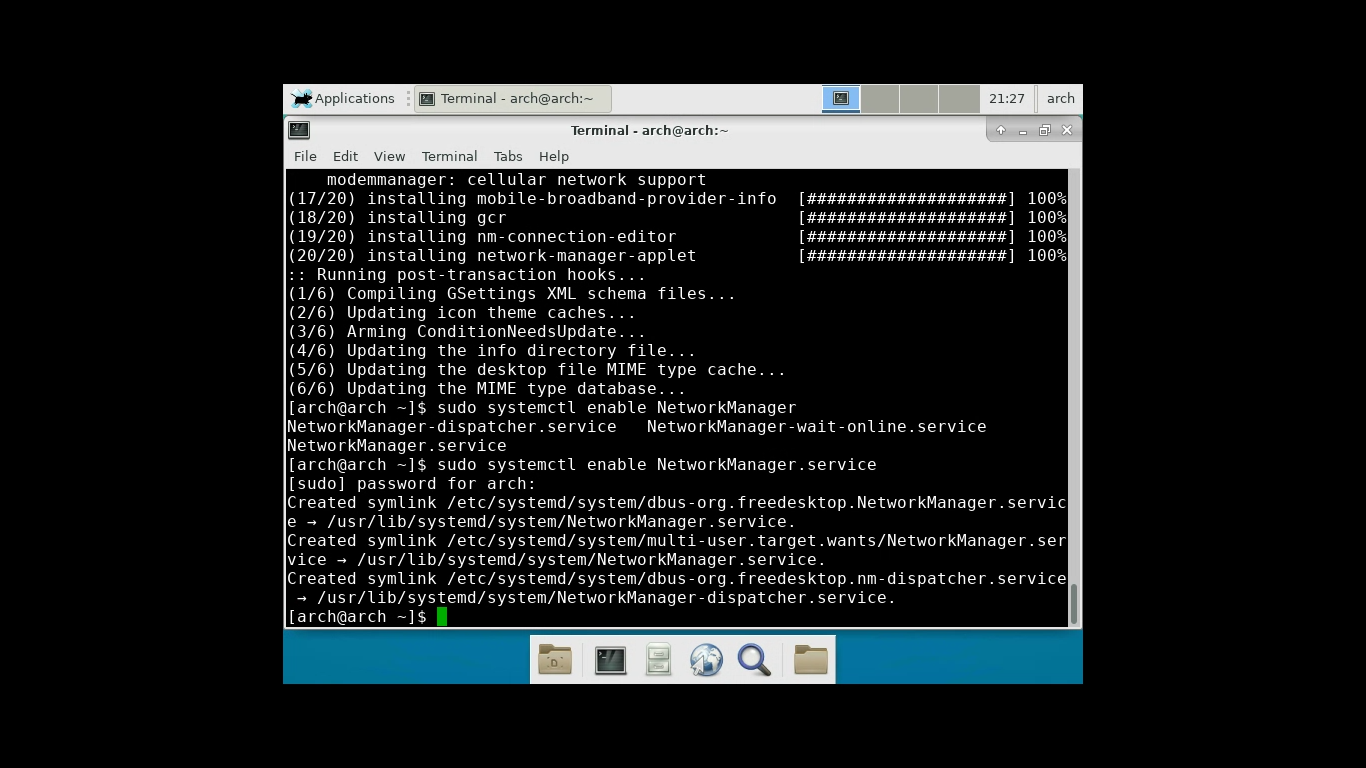 Applications
Terminal - arch@arch:~
21:27
arch
Terminal - arch@arch:~
File Edit View Terminal Tabs Help
modemmanager: cellular network support
(17/20) installing mobile-broadband-provider-info [####################] 100%
(18/20) installing gcr [####################] 100%
(19/20) installing nm-connection-editor [####################] 100%
(20/20) installing network-manager-applet [####################] 100%
:: Running post-transaction hooks...
(1/6) Compiling GSettings XML schema files...
(2/6) Updating icon theme caches...
(3/6) Arming ConditionNeedsUpdate...
(4/6) Updating the info directory file...
(5/6) Updating the desktop file MIME type cache...
(6/6) Updating the MIME type database...
[arch@arch ~]$ sudo systemctl enable NetworkManager
NetworkManager-dispatcher.service NetworkManager-wait-online.service
NetworkManager.service
[arch@arch ~]$ sudo systemctl enable NetworkManager.service
[sudo] password for arch:
Created symlink /etc/systemd/system/dbus-org.freedesktop.NetworkManager.servic
e → /usr/lib/systemd/system/NetworkManager.service.
Created symlink /etc/systemd/system/multi-user.target.wants/NetworkManager.ser
vice → /usr/lib/systemd/system/NetworkManager.service.
Created symlink /etc/systemd/system/dbus-org.freedesktop.nm-dispatcher.service
→ /usr/lib/systemd/system/NetworkManager-dispatcher.service.
[arch@arch ~]$